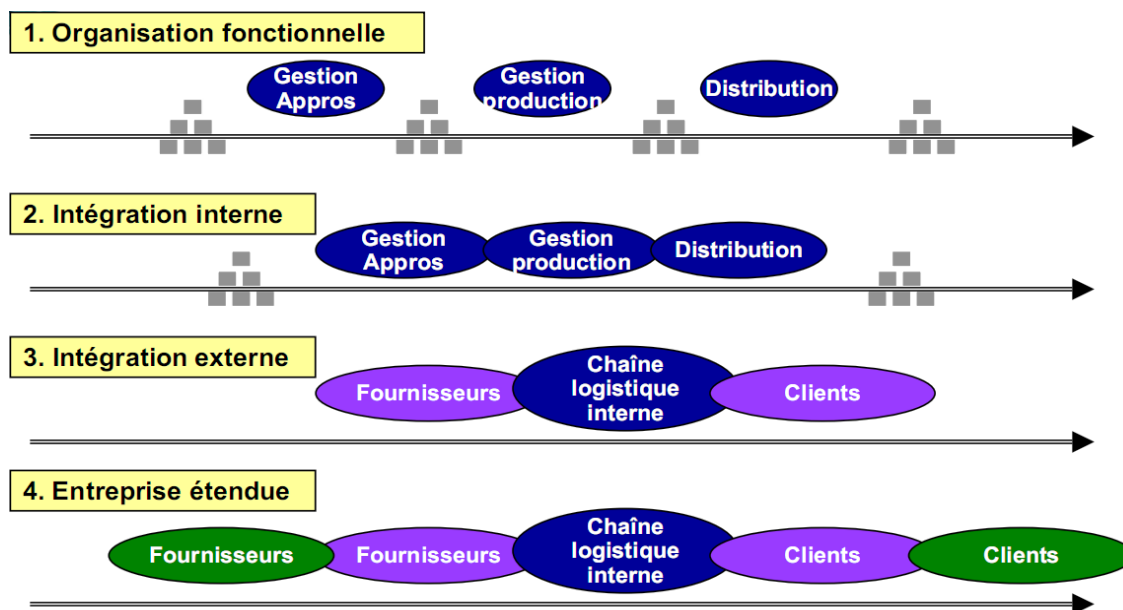 1. Organisation fonctionnelle
Gestion
Appros
Gestion
production
Distribution
2. Intégration interne
Gestion
Appros
Gestion
production
Distribution
3. Intégration externe
Fournisseurs
Chaîne
logistique
interne
Clients
4. Entreprise étendue
Fournisseurs
Fournisseurs
Chaîne
logistique
interne
Clients
Clients